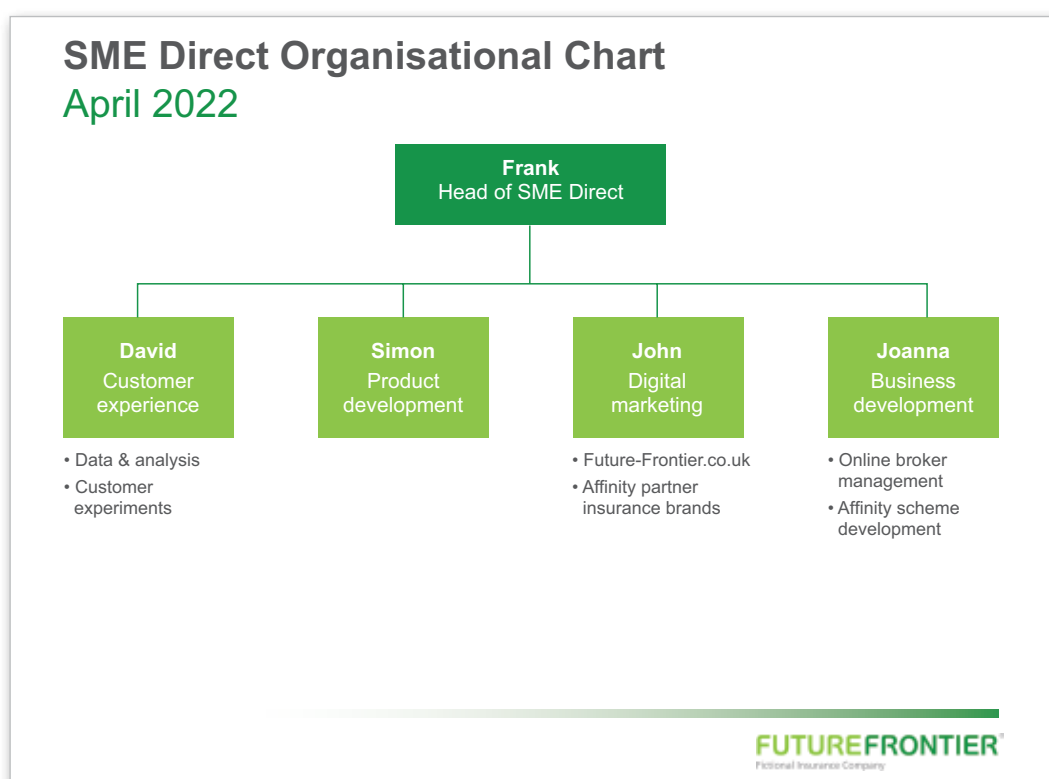 SME Direct Organisational Chart
April 2022
Frank
Head of SME Direct
David
Customer
experience
• Data & analysis
• Customer
experiments
Simon
Product
development
John
Digital
marketing
• Future-Frontier.co.uk
• Affinity partner
insurance brands
Joanna
Business
development
• Online broker
management
• Affinity scheme
development
FUTUREFRONTIER®
Fictional Insurance Company